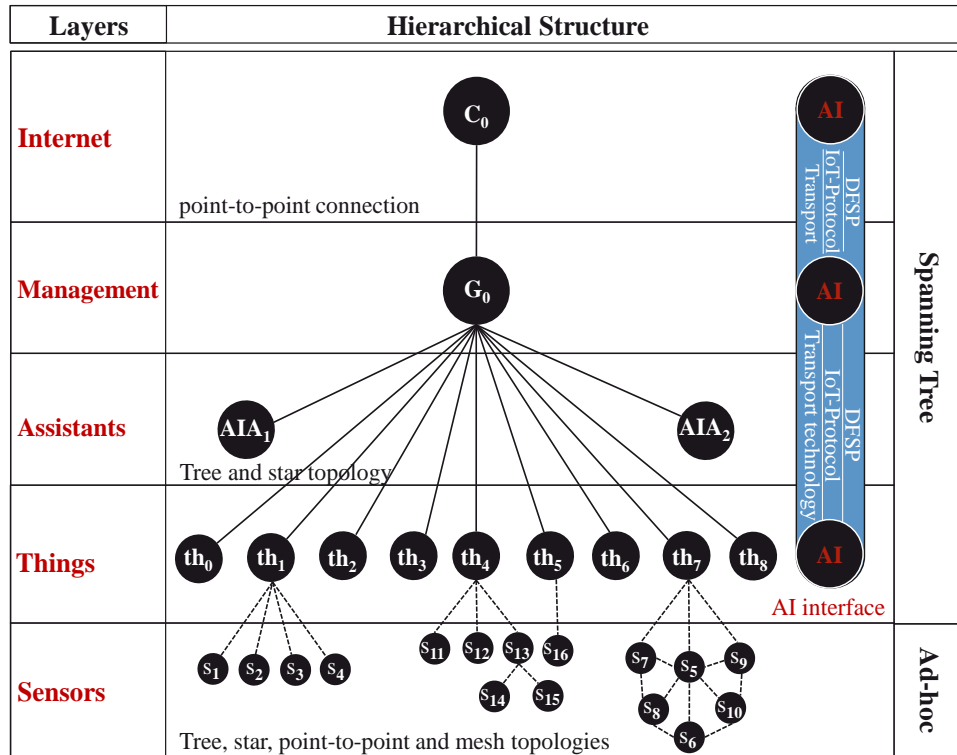 Layers
Hierarchical Structure
Internet
C₀
AI
point-to-point connection
DFSP
IoT-Protocol
Transport
Management
G₀
AI
Spanning Tree
Assistants
AIA₁
AIA₂
Tree and star topology
DFSP
IoT-Protocol
Transport technology
Things
th₀
th₁
th₂
th₃
th₄
th₅
th₆
th₇
th₈
AI
AI interface
Sensors
S₁
S₂
S₃
S₄
S₁₁
S₁₂
S₁₃
S₁₆
S₁₄
S₁₅
S₇
S₅
S₉
S₈
S₁₀
S₆
Ad-hoc
Tree, star, point-to-point and mesh topologies